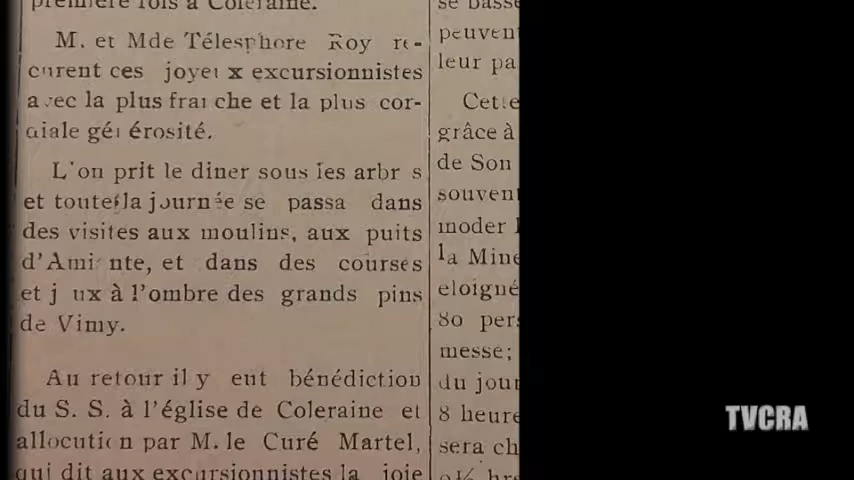 première fois à Coleraine.
M. et Mde Télesphore Roy re-
curent ces joyeux excursionnistes
avec la plus franche et la plus cor-
diale générosité.
L'on prit le diner sous les arbres
et toute la journée se passa dans
des visites aux moulins, aux puits
d'Amiante, et dans des courses
et jeux à l'ombre des grands pins
de Vimy.
Au retour il y eut bénédiction
du S. S. à l'église de Coleraine et
allocution par M. le Curé Martel,
qui dit aux excursionnistes la joie
se basse
peuvent
leur pa
Cette
grâce à
de Son
souvent
moder
la Mine
eloigné
80 per
messe;
du jour
8 heure
sera ch
TVCRA